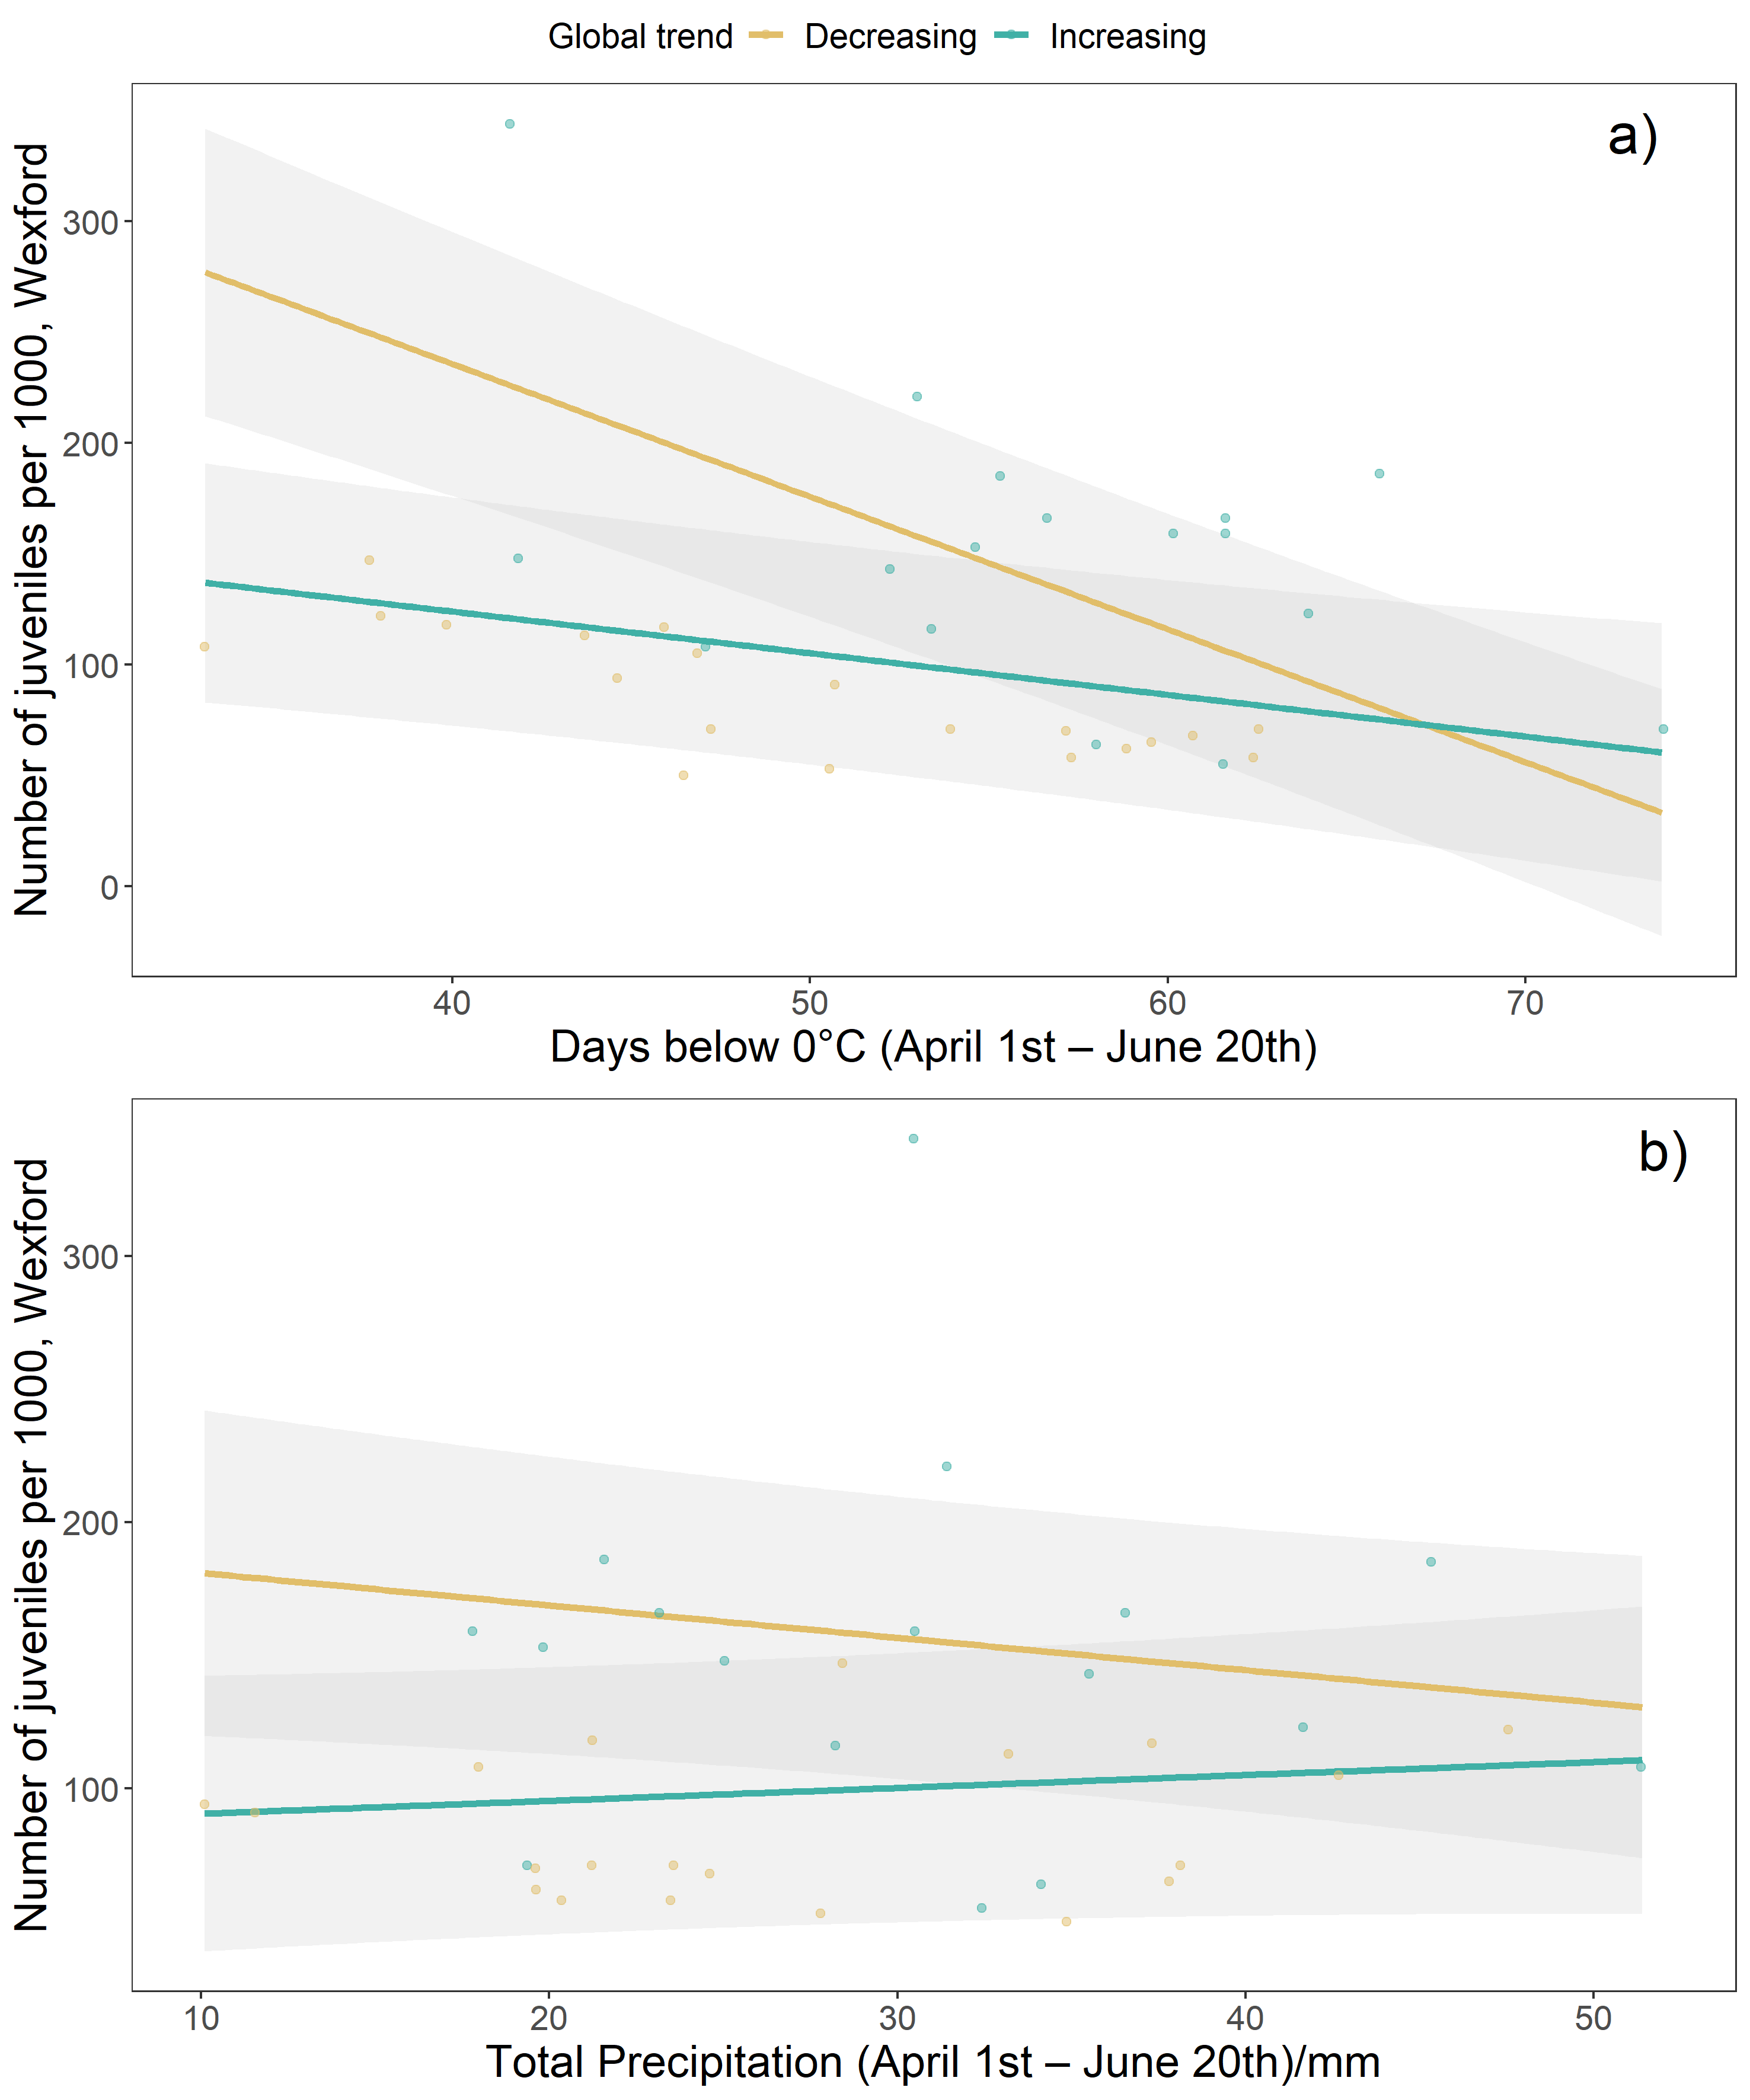 Global trend Decreasing Increasing
a)
Number of juveniles per 1000, Wexford
300
200
100
0
40 50 60 70
Days below 0°C (April 1st – June 20th)
b)
Number of juveniles per 1000, Wexford
300
200
100
10 20 30 40 50
Total Precipitation (April 1st – June 20th)/mm